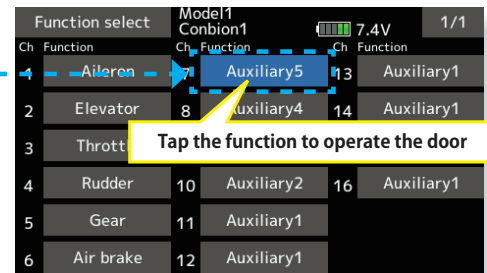 Function select Model1 Conbion1 7.4V 1/1
Ch Function Ch Function Ch Function
1 Aileron 7 Auxiliary5 13 Auxiliary1
2 Elevator 8 Auxiliary4 14 Auxiliary1
3 Tap the function to operate the door
4 Rudder 10 Auxiliary2 16 Auxiliary1
5 Gear 11 Auxiliary1
6 Air brake 12 Auxiliary1